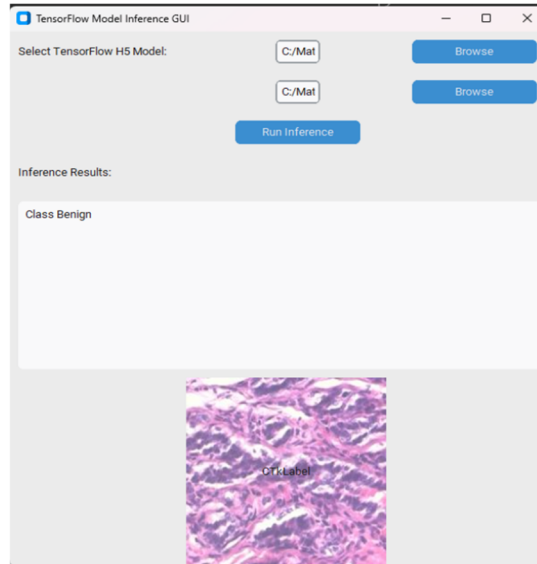 TensorFlow Model Inference GUI
Select TensorFlow H5 Model:
C:/Mat
Browse
C:/Mat
Browse
Run Inference
Inference Results:
Class Benign
CTkLabel